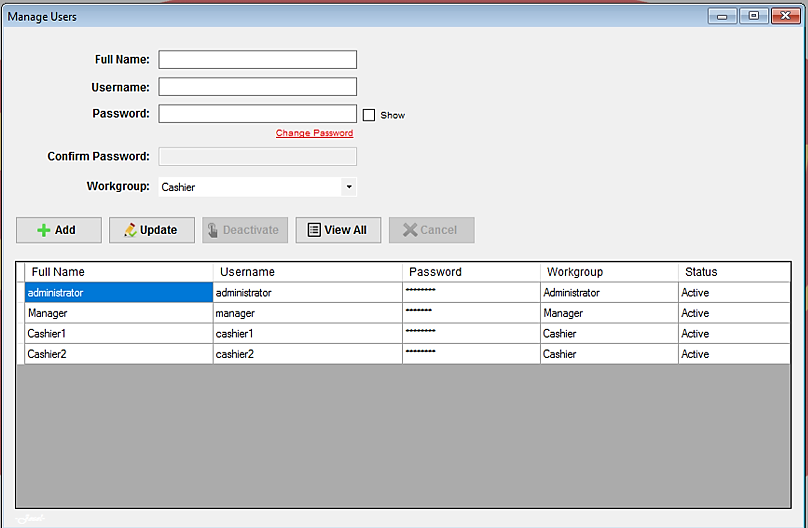 Manage Users
Full Name:
Username:
Password:
Show
Change Password
Confirm Password:
Workgroup: Cashier
Add Update Deactivate View All Cancel
Full Name Username Password Workgroup Status
administrator administrator ******** Administrator Active
Manager manager ******* Manager Active
Cashier1 cashier1 ******** Cashier Active
Cashier2 cashier2 ******** Cashier Active